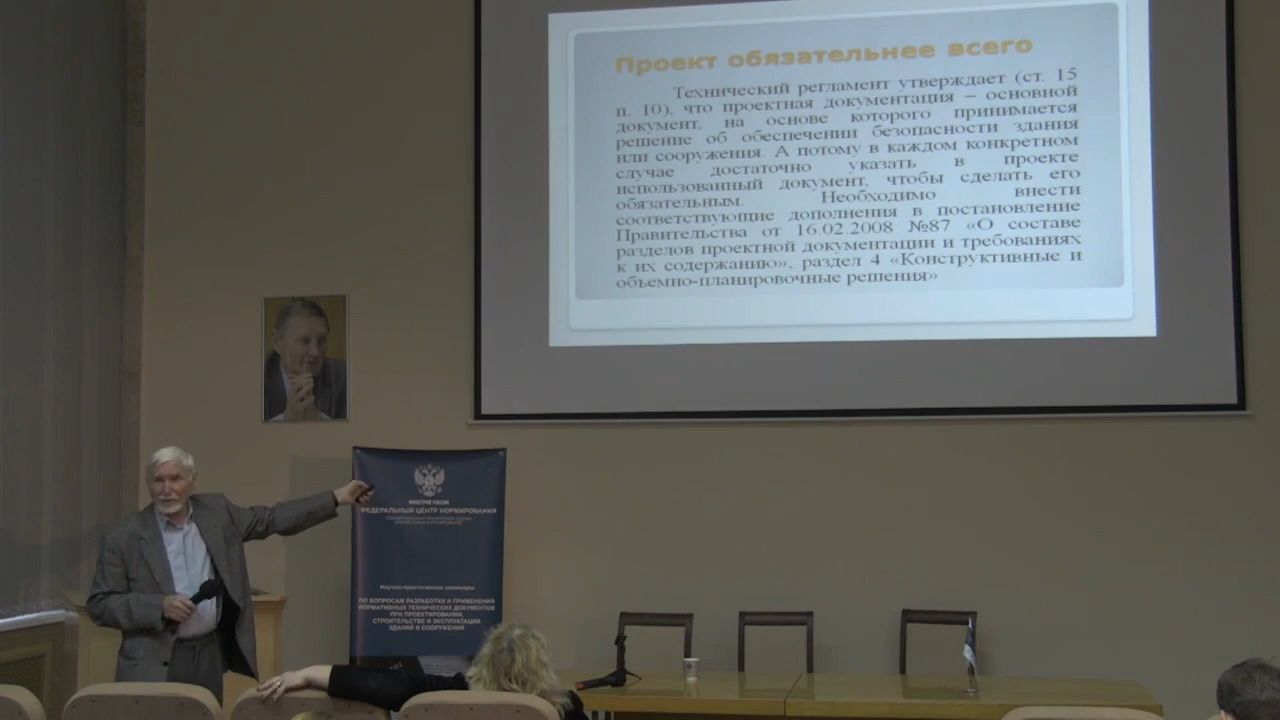 Проект обязательнее всего
Технический регламент утверждает (ст. 15
п. 10), что проектная документация – основной
документ, на основе которого принимается
решение об обеспечении безопасности здания
или сооружения. А потому в каждом конкретном
случае достаточно указать в проекте
использованный документ, чтобы сделать его
обязательным. Необходимо внести
соответствующие дополнения в постановление
Правительства от 16.02.2008 №87 «О составе
разделов проектной документации и требованиях
к их содержанию», раздел 4 «Конструктивные и
объемно-планировочные решения»
МИНСТРОЙ РОССИИ
ФЕДЕРАЛЬНЫЙ ЦЕНТР НОРМИРОВАНИЯ
Научно-практические семинары
ПО ВОПРОСАМ РАЗРАБОТКИ И ПРИМЕНЕНИЯ
НОРМАТИВНЫХ ТЕХНИЧЕСКИХ ДОКУМЕНТОВ
ПРИ ПРОЕКТИРОВАНИИ,
СТРОИТЕЛЬСТВЕ И ЭКСПЛУАТАЦИИ
ЗДАНИЙ И СООРУЖЕНИЙ